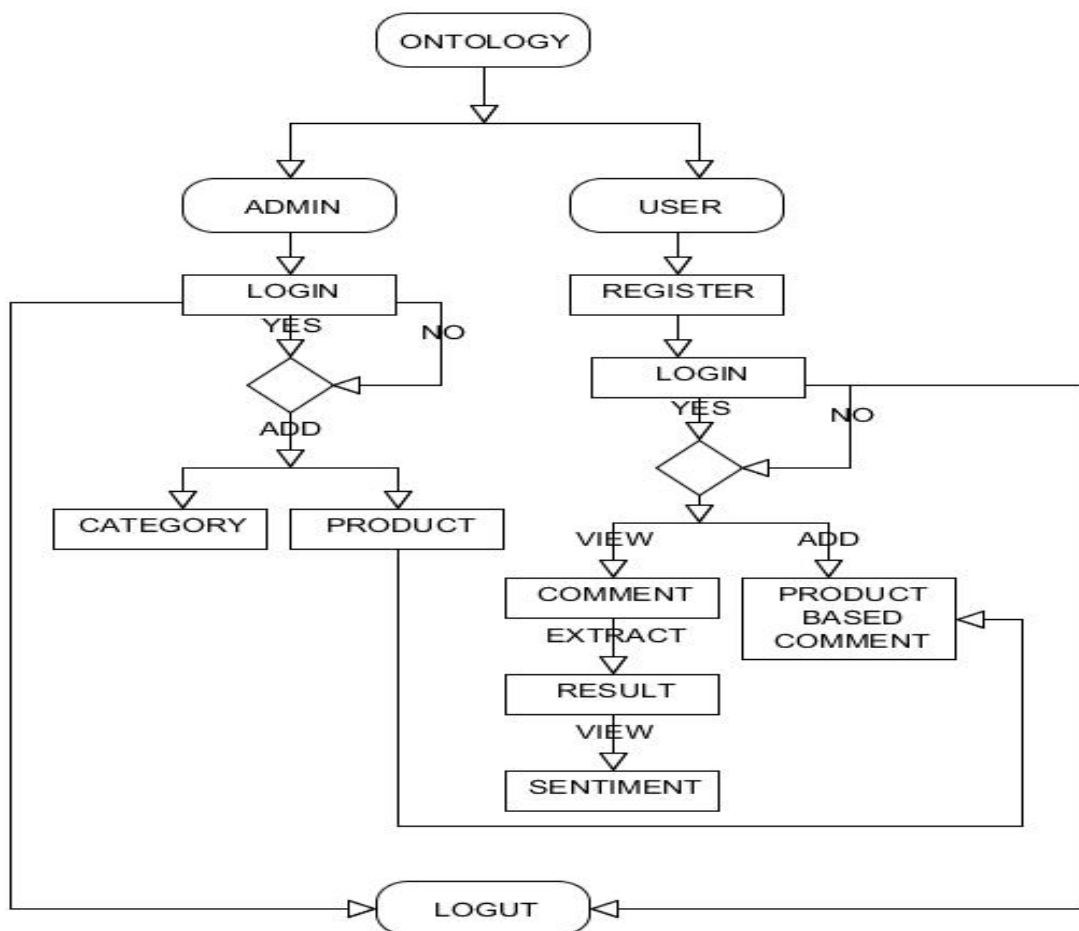 ONTOLOGY
ADMIN
USER
LOGIN
REGISTER
YES
NO
LOGIN
YES
NO
ADD
CATEGORY
PRODUCT
VIEW
ADD
COMMENT
PRODUCT
BASED
COMMENT
EXTRACT
RESULT
VIEW
SENTIMENT
LOGUT